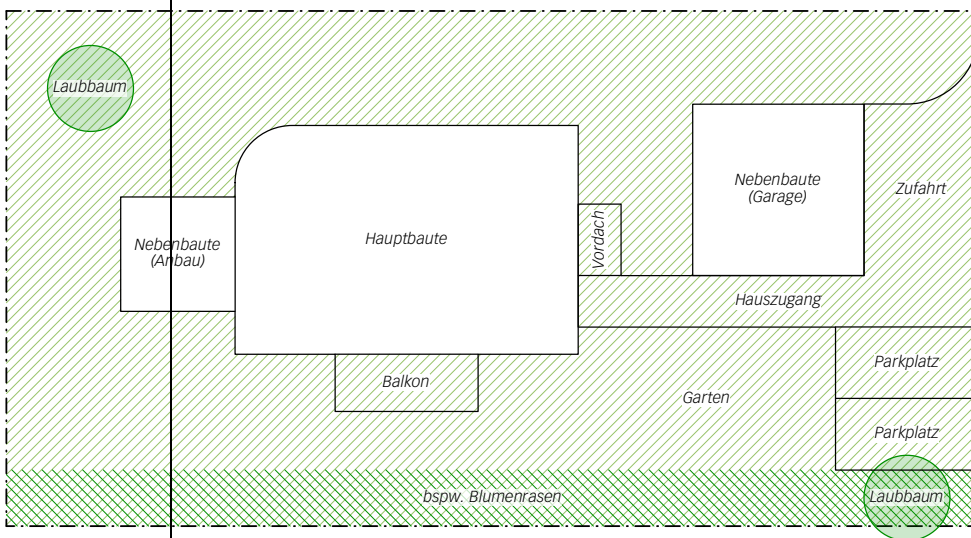 Laubbaum
Nebenbaute
(Garage)
Zufahrt
Nebenbaute
(Anbau)
Hauptbaute
Vordach
Hauszugang
Balkon
Garten
Parkplatz
Parkplatz
bspw. Blumenrasen
Laubbaum